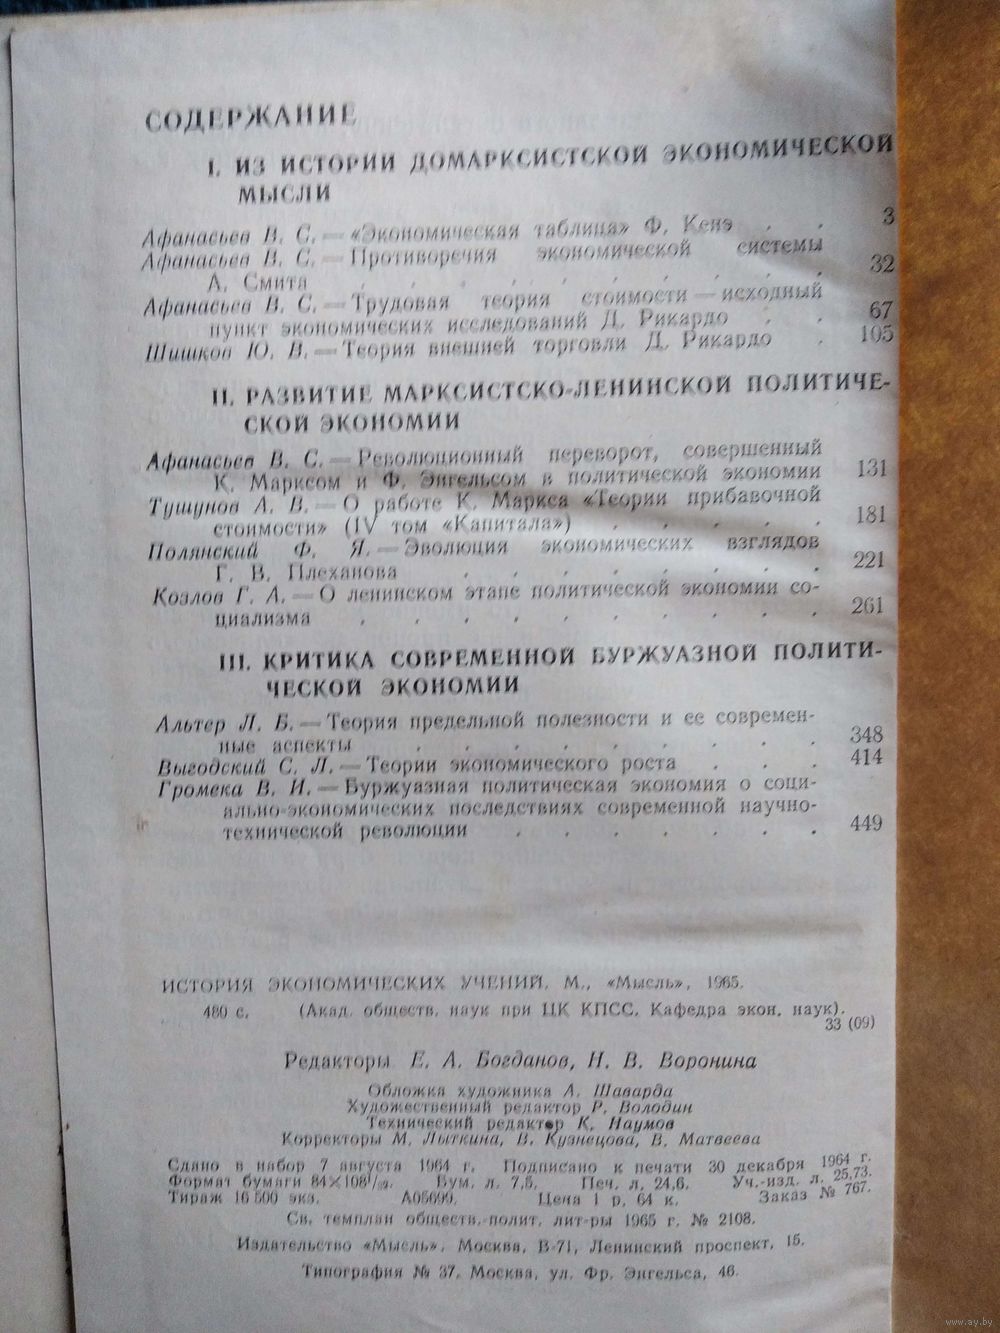 СОДЕРЖАНИЕ
I. ИЗ ИСТОРИИ ДОМАРКСИСТСКОЙ ЭКОНОМИЧЕСКОЙ
МЫСЛИ
Афанасьев В. С. — «Экономическая таблица» Ф. Кенэ . . 3
Афанасьев В. С. — Противоречия экономической системы
А. Смита . . . . . . . . . . 32
Афанасьев В. С. — Трудовая теория стоимости — исходный
пункт экономических исследований Д. Рикардо . . 67
Шишков Ю. В. — Теория внешней торговли Д. Рикардо . 105
II. РАЗВИТИЕ МАРКСИСТСКО-ЛЕНИНСКОЙ ПОЛИТИЧЕ-
СКОЙ ЭКОНОМИИ
Афанасьев В. С. — Революционный переворот, совершенный
К. Марксом и Ф. Энгельсом в политической экономии 131
Тушунов А. В. — О работе К. Маркса «Теории прибавочной
стоимости» (IV том «Капитала») . . . . . 181
Полянский Ф. Я. — Эволюция экономических взглядов
Г. В. Плеханова . . . . . . . . 221
Козлов Г. А. — О ленинском этапе политической экономии со-
циализма . . . . . . . . . . 261
III. КРИТИКА СОВРЕМЕННОЙ БУРЖУАЗНОЙ ПОЛИТИ-
ЧЕСКОЙ ЭКОНОМИИ
Альтер Л. Б. — Теория предельной полезности и ее современ-
ные аспекты . . . . . . . . . 348
Выгодский С. Л. — Теории экономического роста . . . 414
Громека В. И. — Буржуазная политическая экономия о соци-
ально-экономических последствиях современной научно-
технической революции . . . . . . . 449
ИСТОРИЯ ЭКОНОМИЧЕСКИХ УЧЕНИЙ. М., «Мысль», 1965.
480 с. (Акад. обществ. наук при ЦК КПСС. Кафедра экон. наук).
33 (09)
Редакторы Е. А. Богданов, Н. В. Воронина
Обложка художника А. Шаварда
Художественный редактор Р. Володин
Технический редактор К. Наумов
Корректоры М. Лыткина, В. Кузнецова, В. Матвеева
Сдано в набор 7 августа 1964 г. Подписано к печати 30 декабря 1964 г.
Формат бумаги 84×108¹/₃₂. Бум. л. 7,5. Печ. л. 24,6. Уч.-изд. л. 25,73.
Тираж 16 500 экз. А05699. Цена 1 р. 64 к. Заказ № 767.
Св. темплан обществ.-полит. лит-ры 1965 г. № 2108.
Издательство «Мысль». Москва, В-71, Ленинский проспект, 15.
Типография № 37. Москва, ул. Фр. Энгельса, 46.
www.ay.by